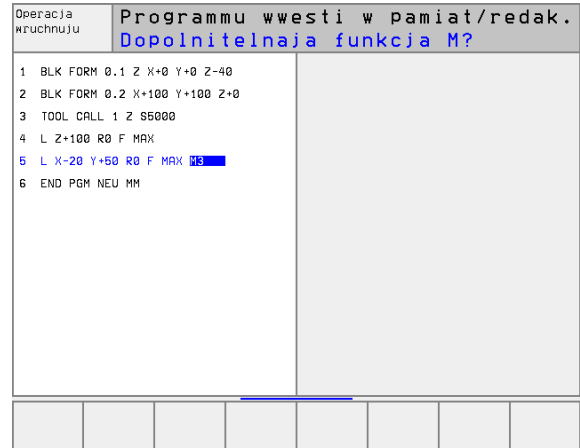 Operacja
wruchnuju
Programmu wwesti w pamiat/redak.
Dopolnitelnaja funkcja M?
1 BLK FORM 0.1 Z X+0 Y+0 Z-40
2 BLK FORM 0.2 X+100 Y+100 Z+0
3 TOOL CALL 1 Z S5000
4 L Z+100 R0 F MAX
5 L X-20 Y+50 R0 F MAX M3
6 END PGM NEU MM